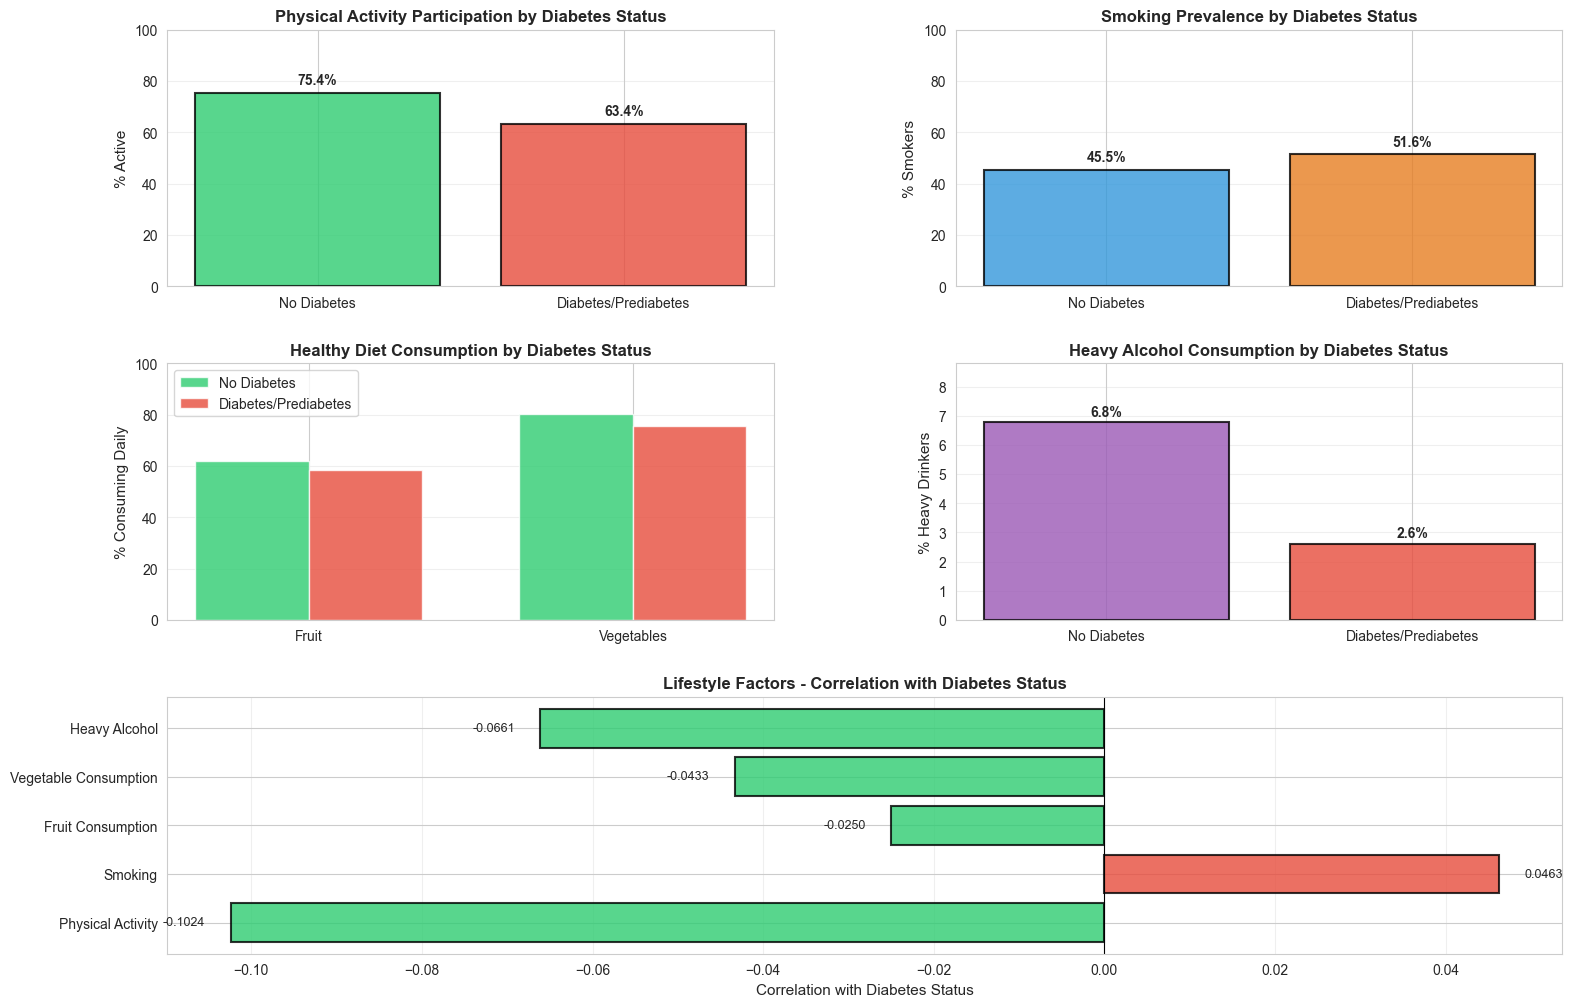 Physical Activity Participation by Diabetes Status
100
80
60
40
20
0
% Active
75.4%
63.4%
No Diabetes
Diabetes/Prediabetes
Smoking Prevalence by Diabetes Status
100
80
60
40
20
0
% Smokers
45.5%
51.6%
No Diabetes
Diabetes/Prediabetes
Healthy Diet Consumption by Diabetes Status
100
80
60
40
20
0
% Consuming Daily
No Diabetes
Diabetes/Prediabetes
Fruit
Vegetables
Heavy Alcohol Consumption by Diabetes Status
8
7
6
5
4
3
2
1
0
% Heavy Drinkers
6.8%
2.6%
No Diabetes
Diabetes/Prediabetes
Lifestyle Factors - Correlation with Diabetes Status
Heavy Alcohol
-0.0661
Vegetable Consumption
-0.0433
Fruit Consumption
-0.0250
Smoking
0.0463
Physical Activity
-0.1024
−0.10
−0.08
−0.06
−0.04
−0.02
0.00
0.02
0.04
Correlation with Diabetes Status